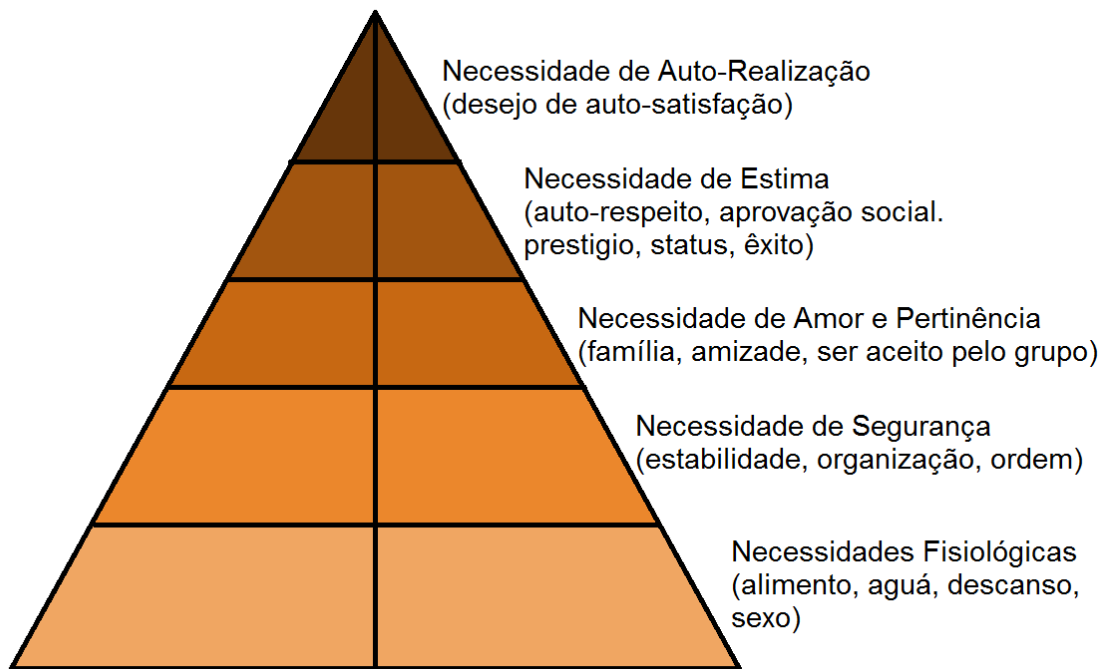 Necessidade de Auto-Realização
(desejo de auto-satisfação)
Necessidade de Estima
(auto-respeito, aprovação social.
prestigio, status, êxito)
Necessidade de Amor e Pertinência
(família, amizade, ser aceito pelo grupo)
Necessidade de Segurança
(estabilidade, organização, ordem)
Necessidades Fisiológicas
(alimento, aguá, descanso,
sexo)